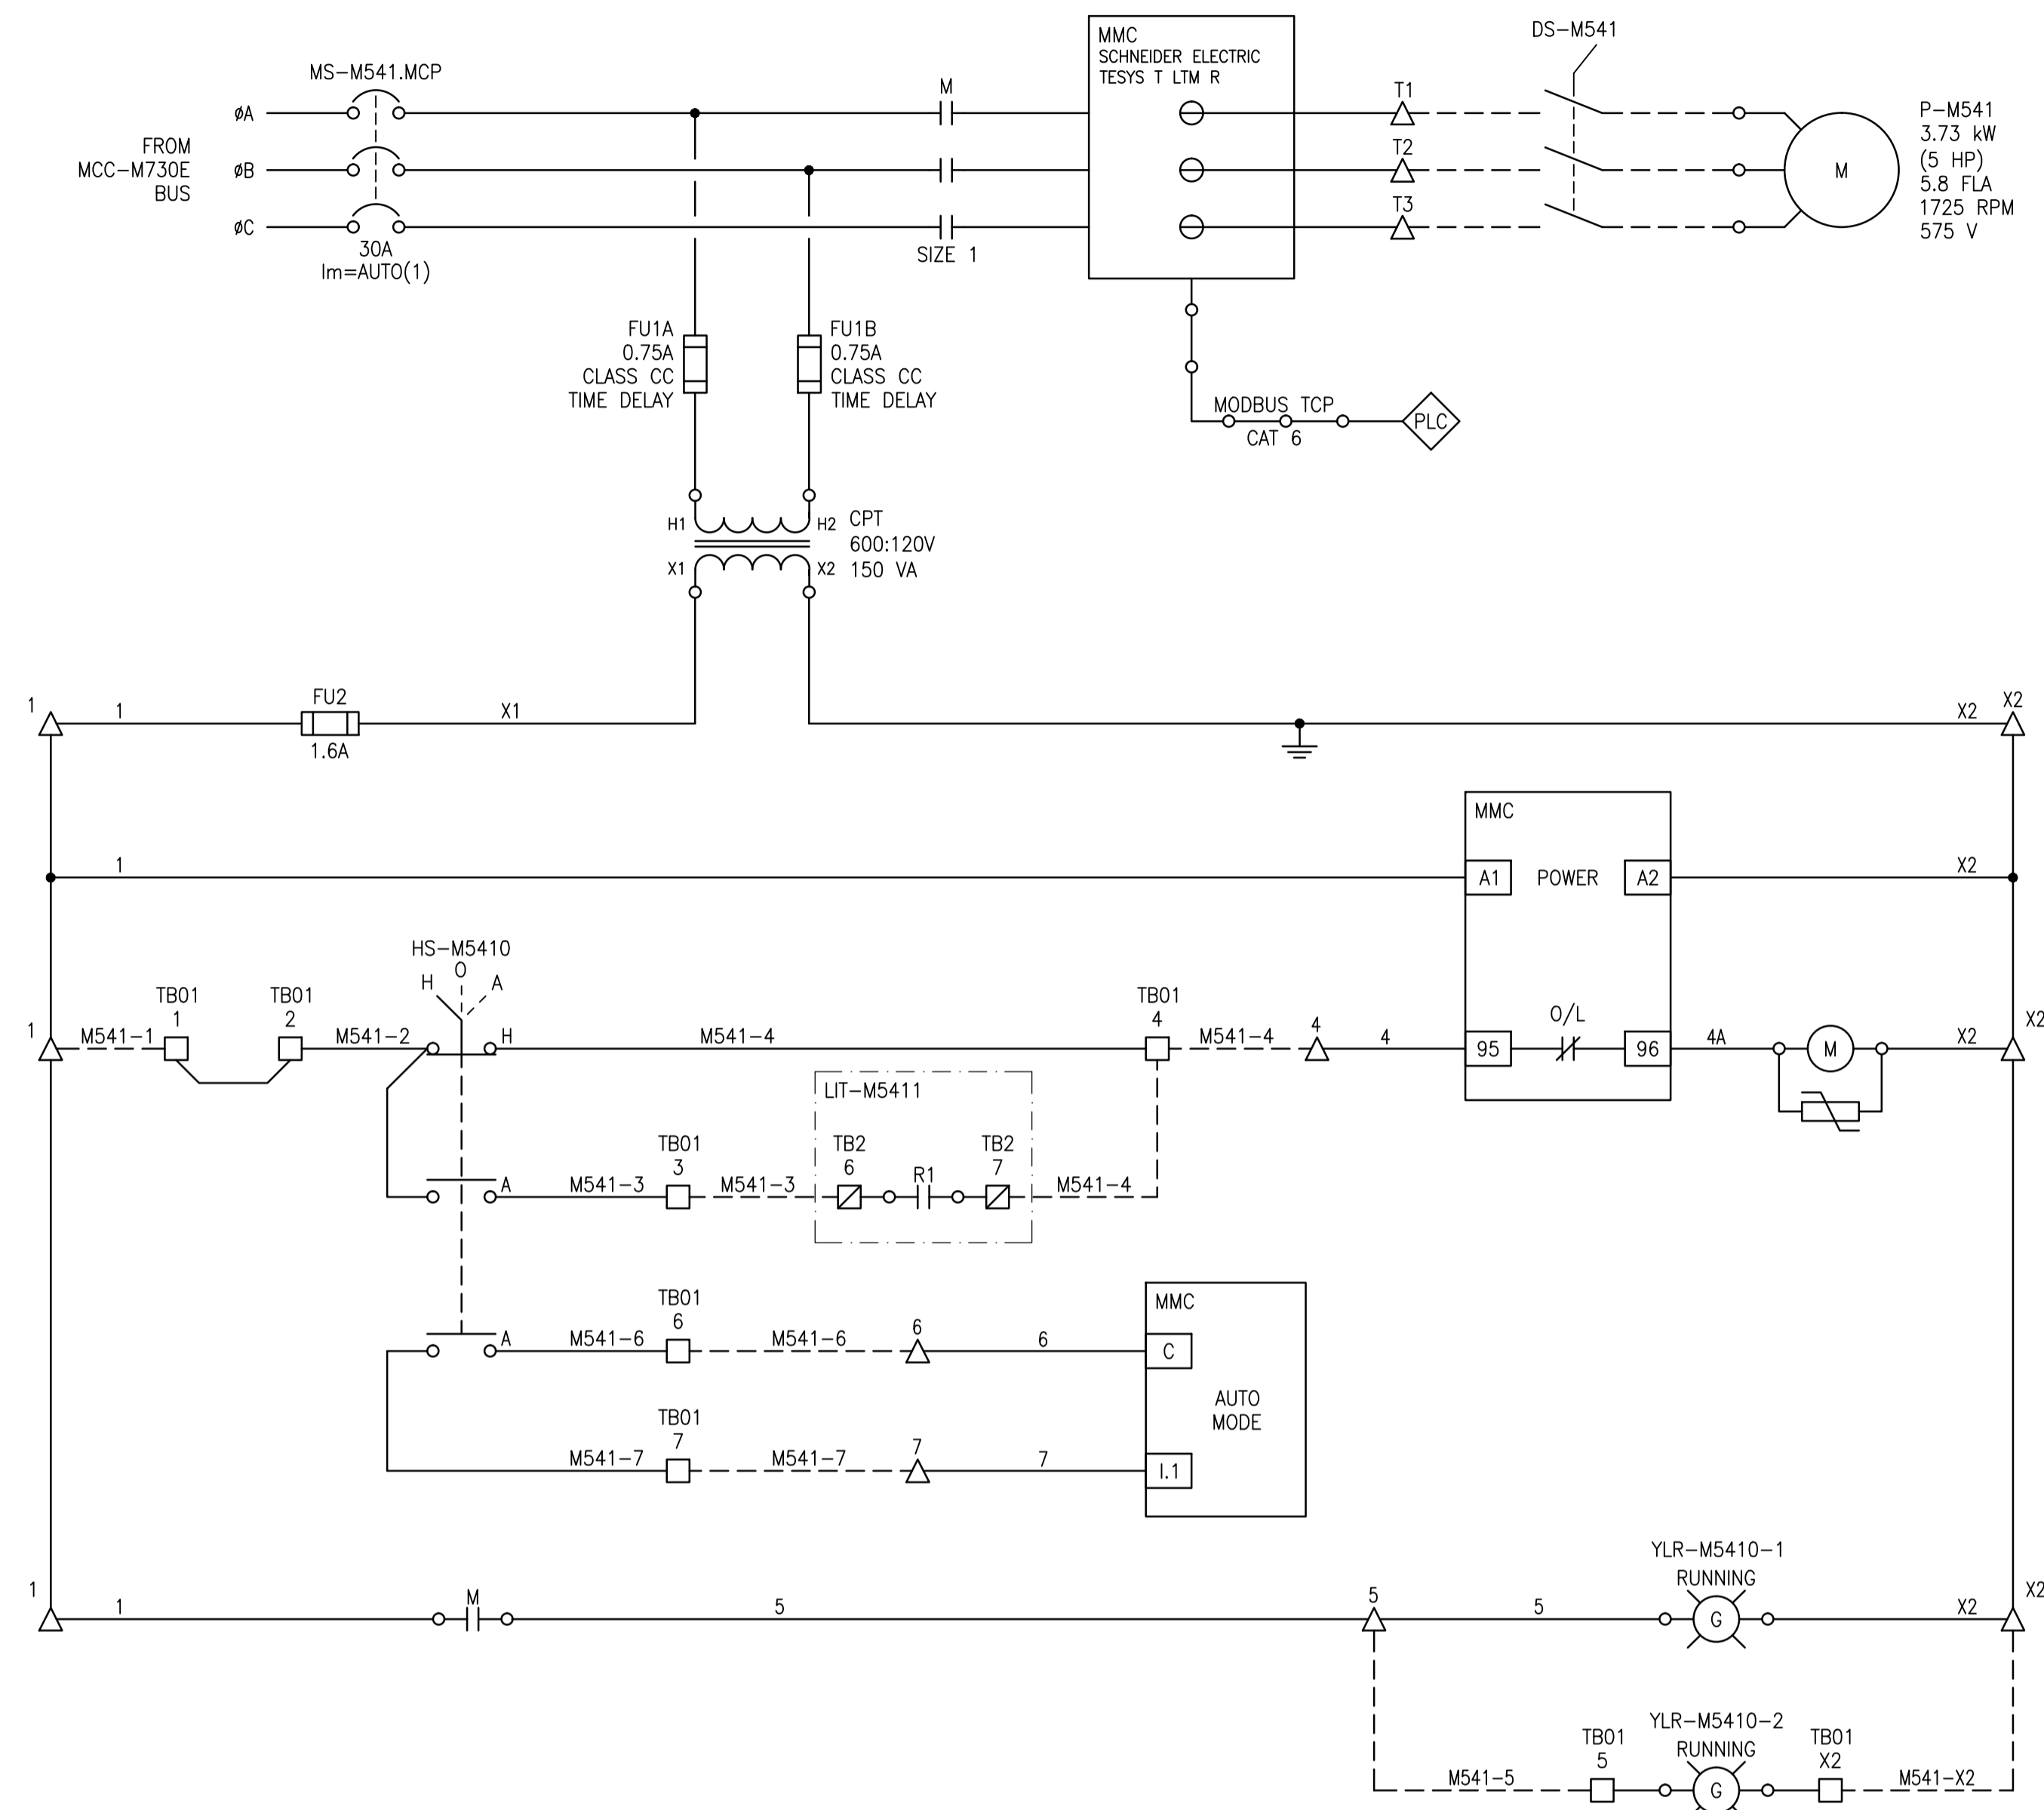 MS-M541.MCP
FROM
MCC-M730E
BUS
øA
øB
øC
30A
Im=AUTO(1)
M
SIZE 1
MMC
SCHNEIDER ELECTRIC
TESYS T LTM R
T1
T2
T3
DS-M541
M
P-M541
3.73 kW
(5 HP)
5.8 FLA
1725 RPM
575 V
FU1A
0.75A
CLASS CC
TIME DELAY
FU1B
0.75A
CLASS CC
TIME DELAY
MODBUS TCP
CAT 6
PLC
H1
H2
X1
X2
CPT
600:120V
150 VA
1
1
FU2
1.6A
X1
X2
X2
1
MMC
A1
POWER
A2
X2
HS-M5410
H
O
A
1
M541-1
TB01
1
TB01
2
M541-2
H
M541-4
TB01
4
M541-4
4
4
95
O/L
96
4A
M
X2
X2
LIT-M5411
A
M541-3
TB01
3
M541-3
TB2
6
R1
TB2
7
M541-4
A
M541-6
TB01
6
M541-6
6
6
MMC
C
AUTO
MODE
M541-7
TB01
7
M541-7
7
7
I.1
1
1
M
5
5
5
YLR-M5410-1
RUNNING
G
X2
X2
M541-5
TB01
5
YLR-M5410-2
RUNNING
G
TB01
X2
M541-X2